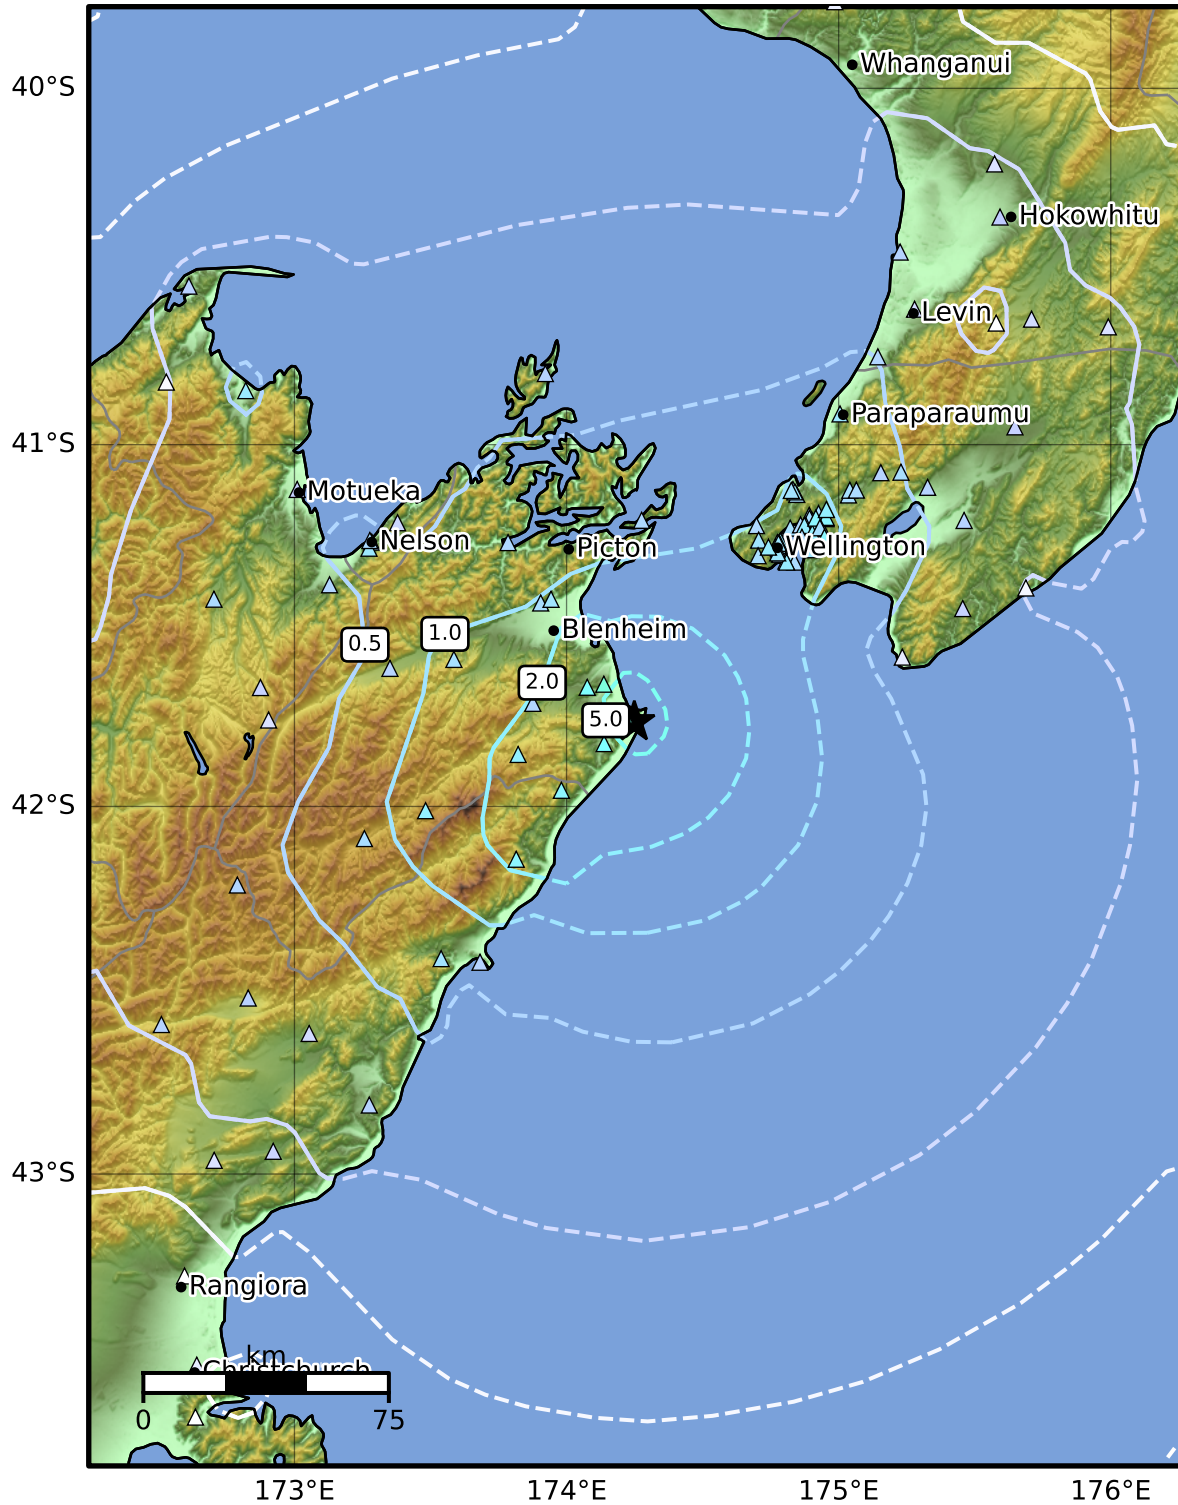 40°S
Whanganui
Hokowhitu
Levin
Paraparaumu
41°S
Motueka
Nelson
Picton
Wellington
Blenheim
0.5
1.0
2.0
5.0
42°S
43°S
Rangiora
km
Christchurch
0
75
173°E
174°E
175°E
176°E